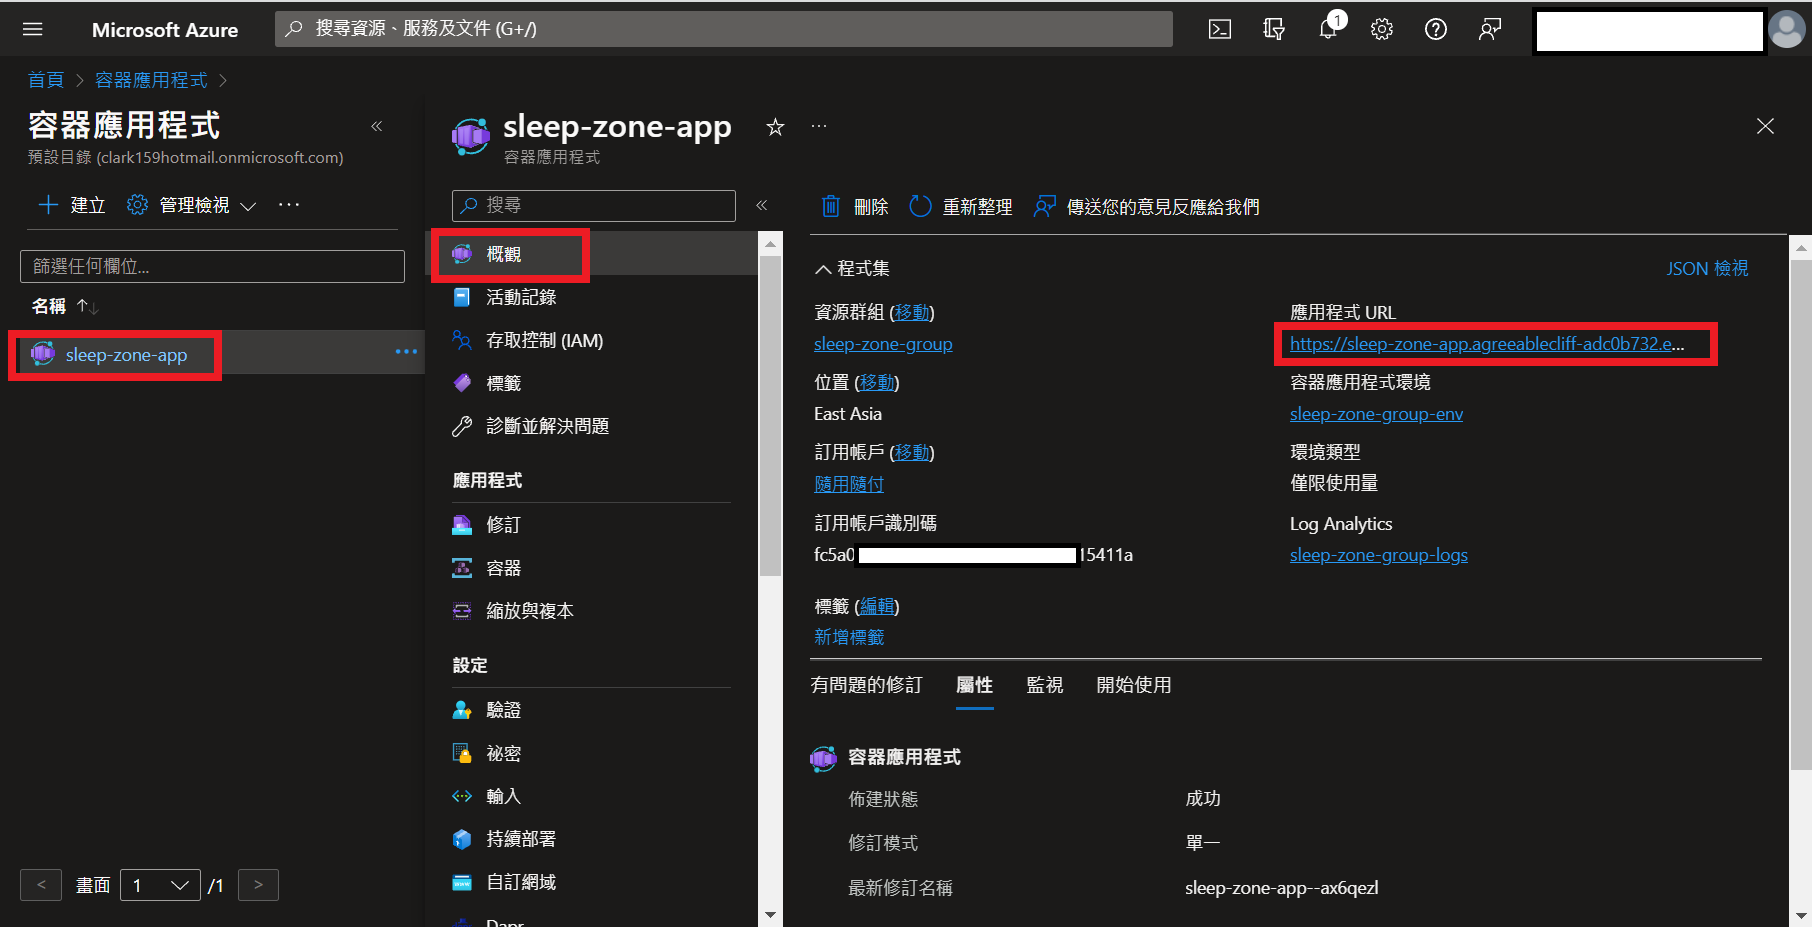 Microsoft Azure
搜尋資源、服務及文件 (G+/)
1
首頁 > 容器應用程式 >
容器應用程式
預設目錄 (clark159hotmail.onmicrosoft.com)
建立
管理檢視
篩選任何欄位...
名稱
sleep-zone-app
畫面
1
/1
sleep-zone-app
容器應用程式
搜尋
概觀
活動記錄
存取控制 (IAM)
標籤
診斷並解決問題
應用程式
修訂
容器
縮放與複本
設定
驗證
祕密
輸入
持續部署
自訂網域
Dapr
刪除
重新整理
傳送您的意見反應給我們
程式集
JSON 檢視
資源群組 (移動)
sleep-zone-group
位置 (移動)
East Asia
訂用帳戶 (移動)
隨用隨付
訂用帳戶識別碼
fc5a0
15411a
標籤 (編輯)
新增標籤
應用程式 URL
https://sleep-zone-app.agreeablecliff-adc0b732.e...
容器應用程式環境
sleep-zone-group-env
環境類型
僅限使用量
Log Analytics
sleep-zone-group-logs
有問題的修訂
屬性
監視
開始使用
容器應用程式
佈建狀態
成功
修訂模式
單一
最新修訂名稱
sleep-zone-app--ax6qezl